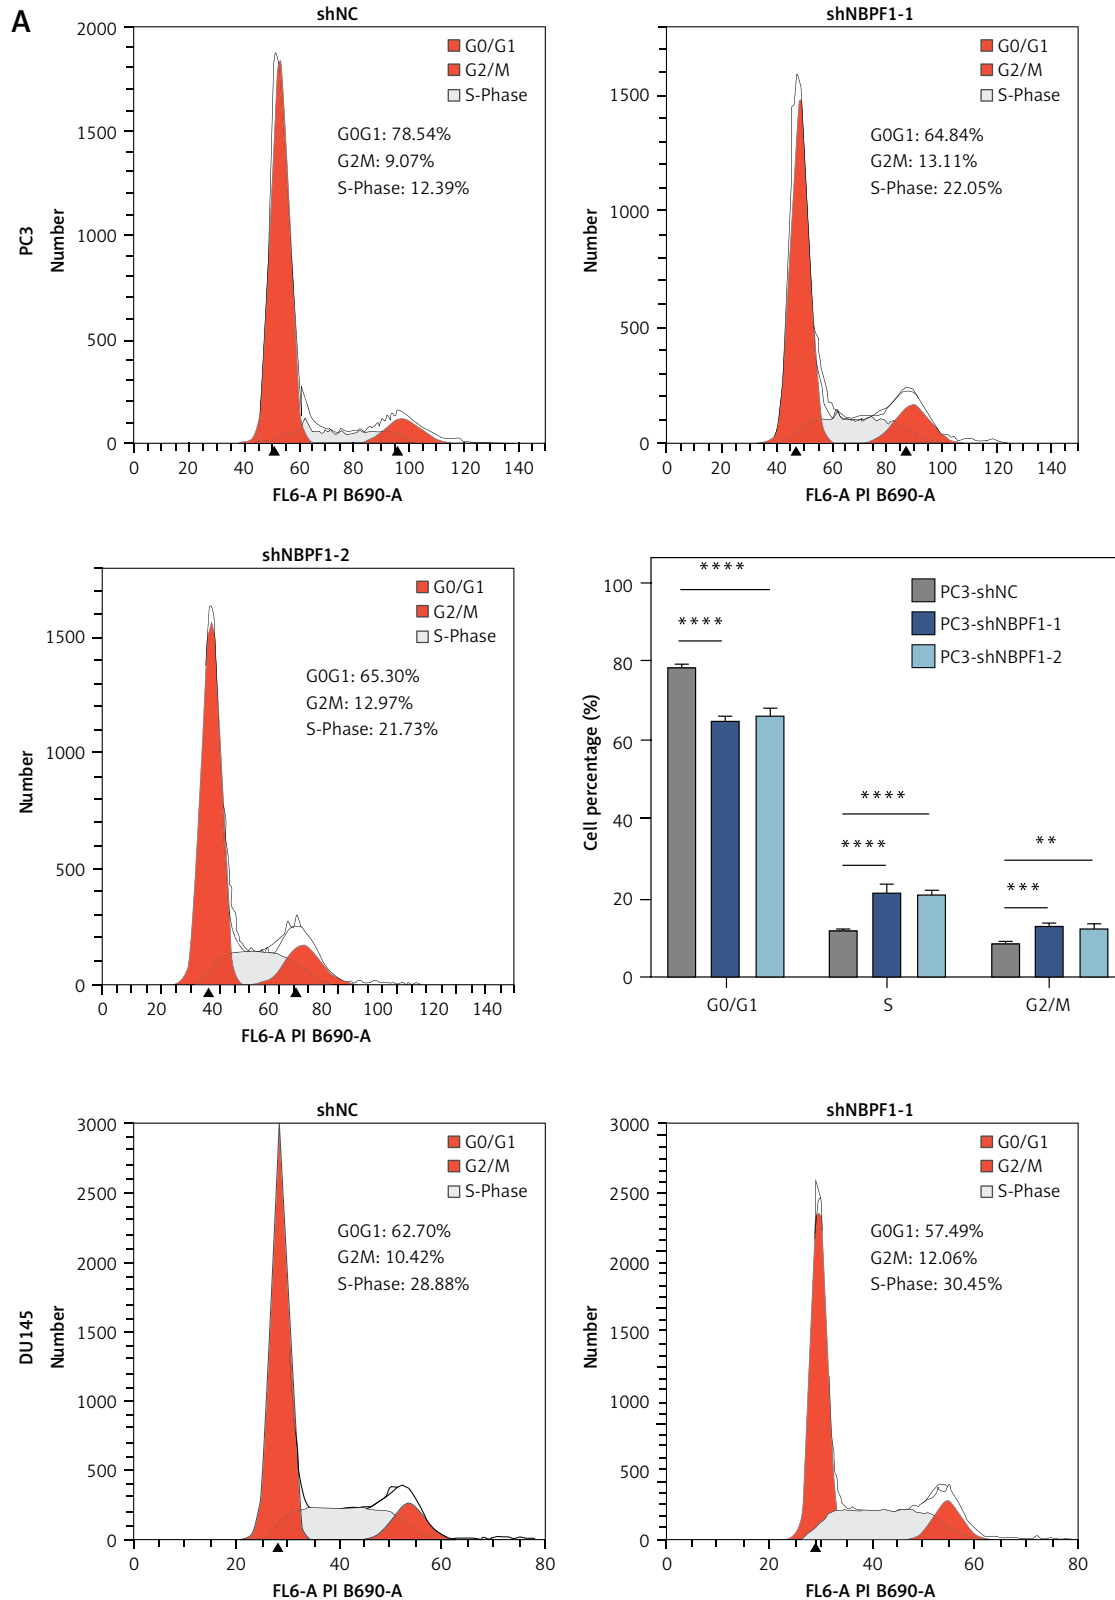 A
shNC
2000
1500
1000
500
0
0 20 40 60 80 100 120 140
G0/G1
G2/M
S-Phase
G0G1: 78.54%
G2M: 9.07%
S-Phase: 12.39%
PC3
Number
FL6-A PI B690-A
shNBPF1-1
1500
1000
500
0
0 20 40 60 80 100 120 140
G0/G1
G2/M
S-Phase
G0G1: 64.84%
G2M: 13.11%
S-Phase: 22.05%
Number
FL6-A PI B690-A
shNBPF1-2
1500
1000
500
0
0 20 40 60 80 100 120 140
G0/G1
G2/M
S-Phase
G0G1: 65.30%
G2M: 12.97%
S-Phase: 21.73%
Number
FL6-A PI B690-A
100
80
60
40
20
0
Cell percentage (%)
****
****
****
****
**
***
PC3-shNC
PC3-shNBPF1-1
PC3-shNBPF1-2
G0/G1 S G2/M
shNC
3000
2500
2000
1500
1000
500
0
0 20 40 60 80
G0/G1
G2/M
S-Phase
G0G1: 62.70%
G2M: 10.42%
S-Phase: 28.88%
DU145
Number
FL6-A PI B690-A
shNBPF1-1
3000
2500
2000
1500
1000
500
0
0 20 40 60 80
G0/G1
G2/M
S-Phase
G0G1: 57.49%
G2M: 12.06%
S-Phase: 30.45%
Number
FL6-A PI B690-A